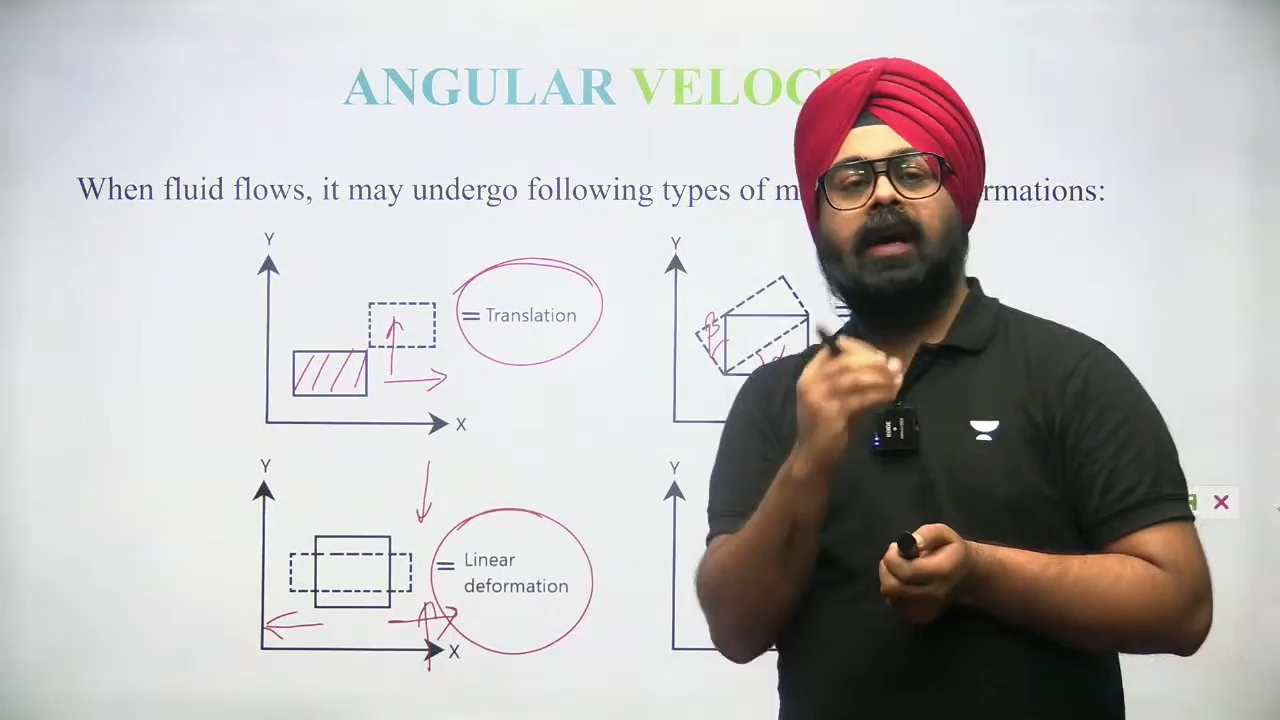 ANGULAR VELOC
When fluid flows, it may undergo following types of m rmations:
Y
= Translation
X
Y
β
α
Y
= Linear
deformation
X
Y